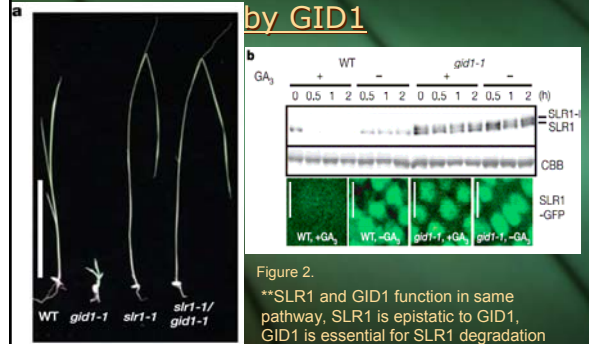 by GID1
a
WT gid1-1 slr1-1 slr1-1/
gid1-1
b
WT gid1-1
GA3 + − + −
0 0.5 1 2 0.5 1 2 0 0.5 1 2 0.5 1 2 (h)
SLR1-I
SLR1
CBB
SLR1
-GFP
WT, +GA3 WT, −GA3 gid1-1, +GA3 gid1-1, −GA3
Figure 2.
**SLR1 and GID1 function in same
pathway, SLR1 is epistatic to GID1,
GID1 is essential for SLR1 degradation